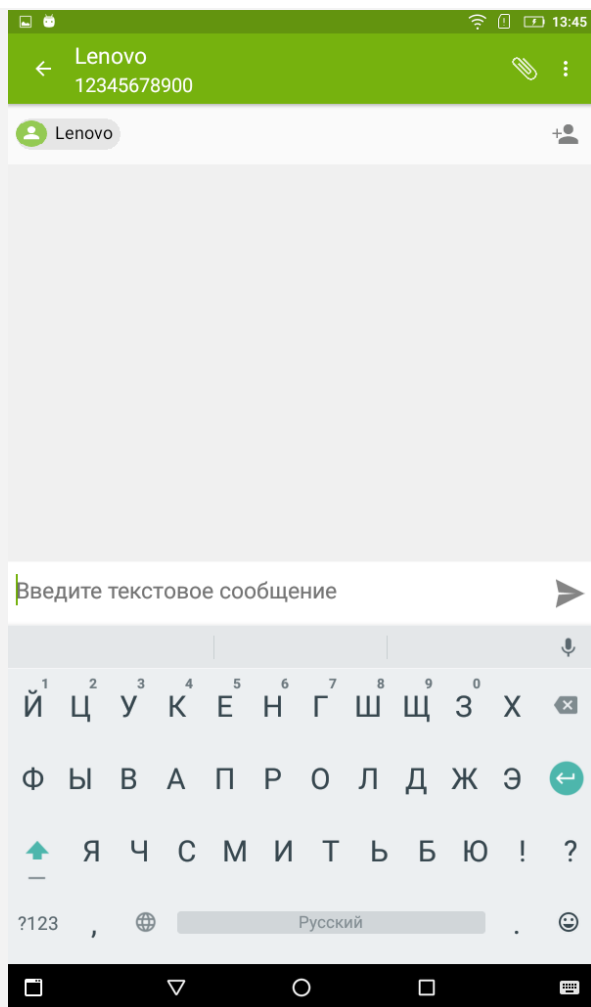 13:45
Lenovo
12345678900
Lenovo
Введите текстовое сообщение
1 2 3 4 5 6 7 8 9 0
Й Ц У К Е Н Г Ш Щ З Х
Ф Ы В А П Р О Л Д Ж Э
Я Ч С М И Т Ь Б Ю ! ?
?123 , Русский .